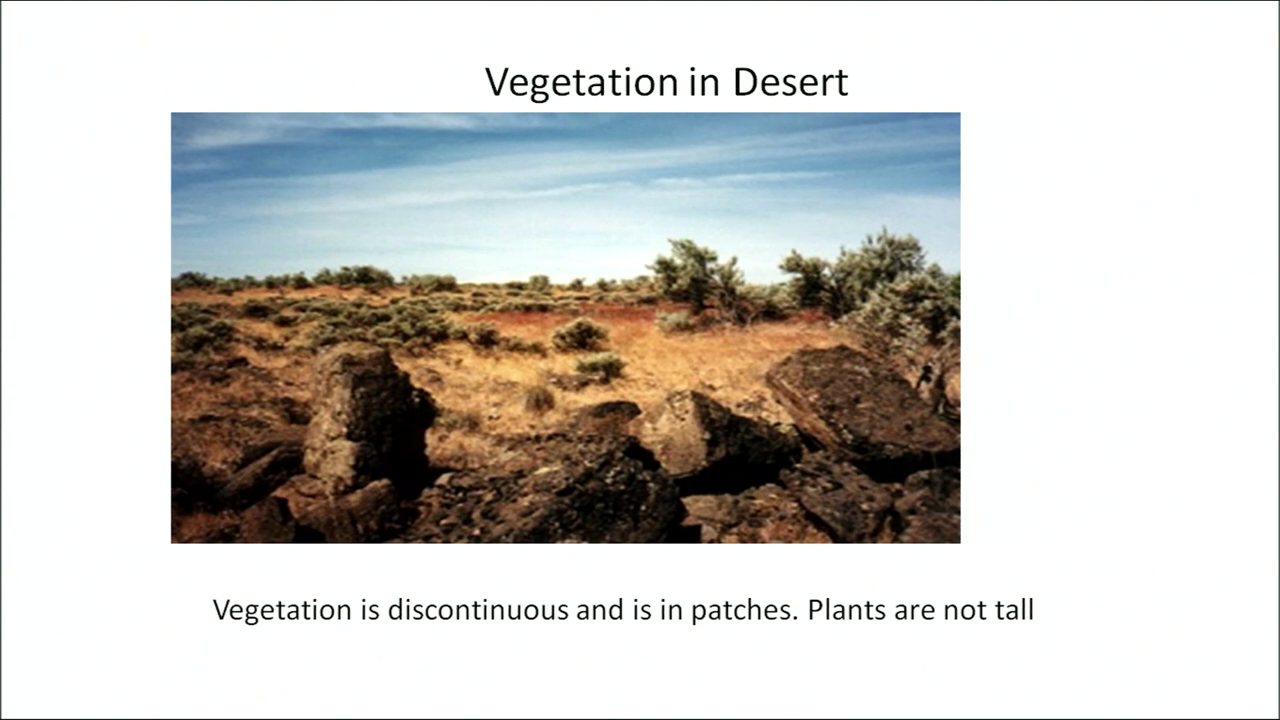 Vegetation in Desert
Vegetation is discontinuous and is in patches. Plants are not tall